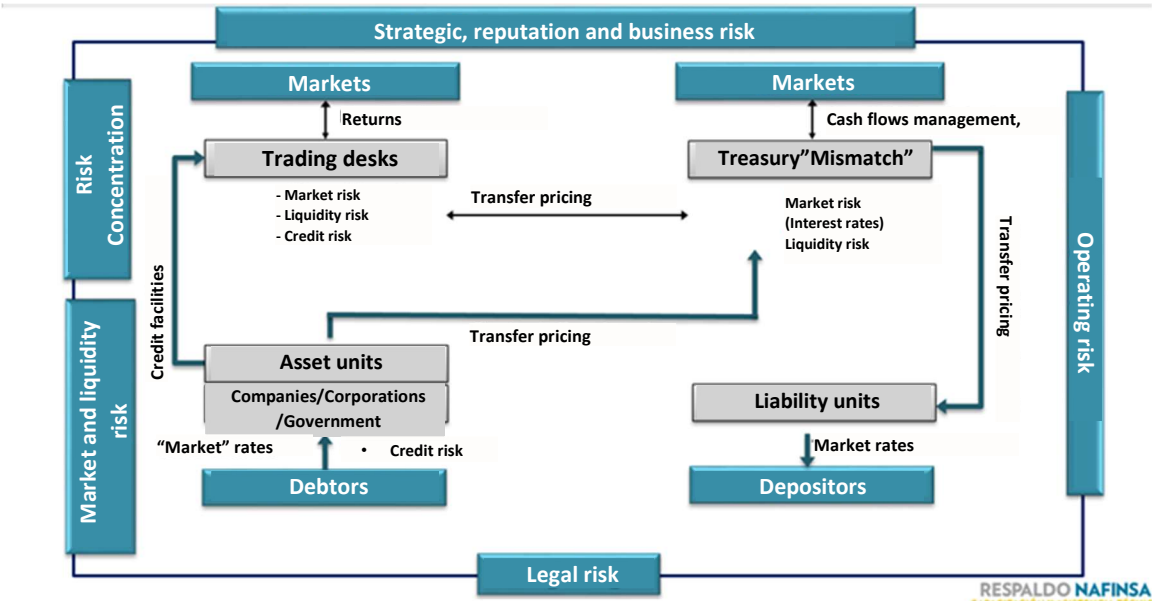 Strategic, reputation and business risk
Markets
Markets
Returns
Cash flows management,
Risk
Concentration
Trading desks
Treasury”Mismatch”
- Market risk
- Liquidity risk
- Credit risk
Transfer pricing
Market risk
(Interest rates)
Liquidity risk
Transfer pricing
Operating risk
Credit facilities
Market and liquidity
risk
Transfer pricing
Asset units
Companies/Corporations
/Government
Liability units
“Market” rates
• Credit risk
Market rates
Debtors
Depositors
Legal risk
RESPALDO NAFINSA